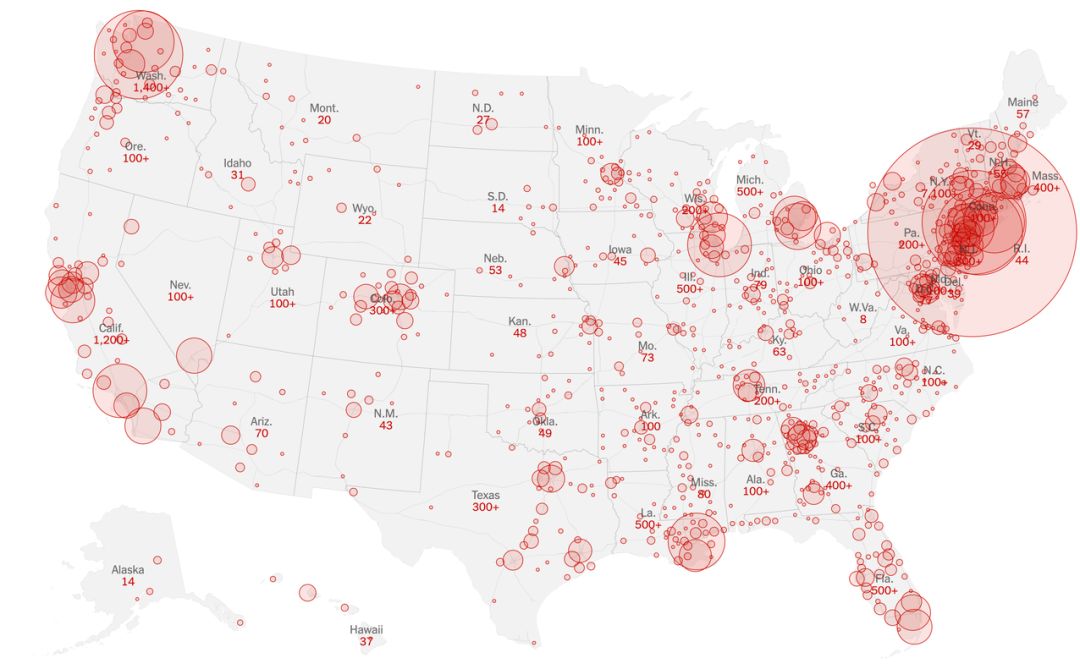 Wash.
1,400+
Ore.
100+
Idaho
31
Mont.
20
N.D.
27
Minn.
100+
Wis.
200+
Mich.
500+
Vt.
29
N.H.
55
Maine
57
Mass.
400+
N.Y.
7,100+
Conn.
100+
R.I.
44
Pa.
200+
N.J.
800+
Md.
Del.
39
S.D.
14
Wyo.
22
Neb.
53
Iowa
45
Ill.
500+
Ind.
79
Ohio
100+
W.Va.
8
Va.
100+
Nev.
100+
Utah
100+
Colo.
300+
Kan.
48
Mo.
73
Ky.
63
Calif.
1,200+
Ariz.
70
N.M.
43
Okla.
49
Ark.
100
Tenn.
200+
N.C.
100+
S.C.
100+
Texas
300+
La.
500+
Miss.
80
Ala.
100+
Ga.
400+
Fla.
500+
Alaska
14
Hawaii
37